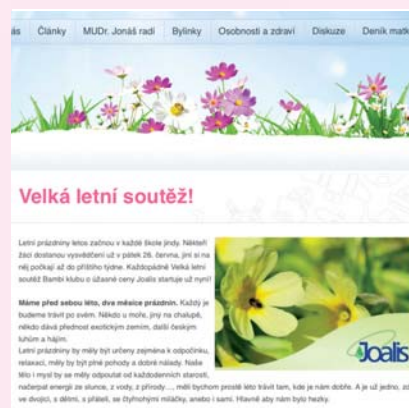 ás Články MUDr. Jonáš radí Bylinky Osobnosti a zdraví Diskuze Deník matk
Velká letní soutěž!
Letní prázdniny letos začnou v každé škole jindy. Někteří
žáci dostanou vysvědčení už v pátek 26. června, jiní si na
něj počkají až do příštího týdne. Každopádně Velká letní
soutěž Bambi klubu o úžasné ceny Joalis startuje už nyní!
Máme před sebou léto, dva měsíce prázdnin. Každý je
budeme trávit po svém. Někdo u moře, jiný na chalupě,
někdo dává přednost exotickým zemím, další českým
luhům a hájům.
Letní prázdniny by měly být určeny zejména k odpočinku,
relaxaci, měly by být plné pohody a dobré nálady. Naše
tělo i mysl by se měly odpoutat od každodenních starostí,
načerpat energii ze slunce, z vody, z přírody…, měli bychom prostě léto trávit tam, kde je nám dobře. A je už jedno, zd
ve dvojici, s dětmi, s přáteli, se čtyřnohými miláčky, anebo i sami. Hlavně aby nám bylo hezky.
Joalis